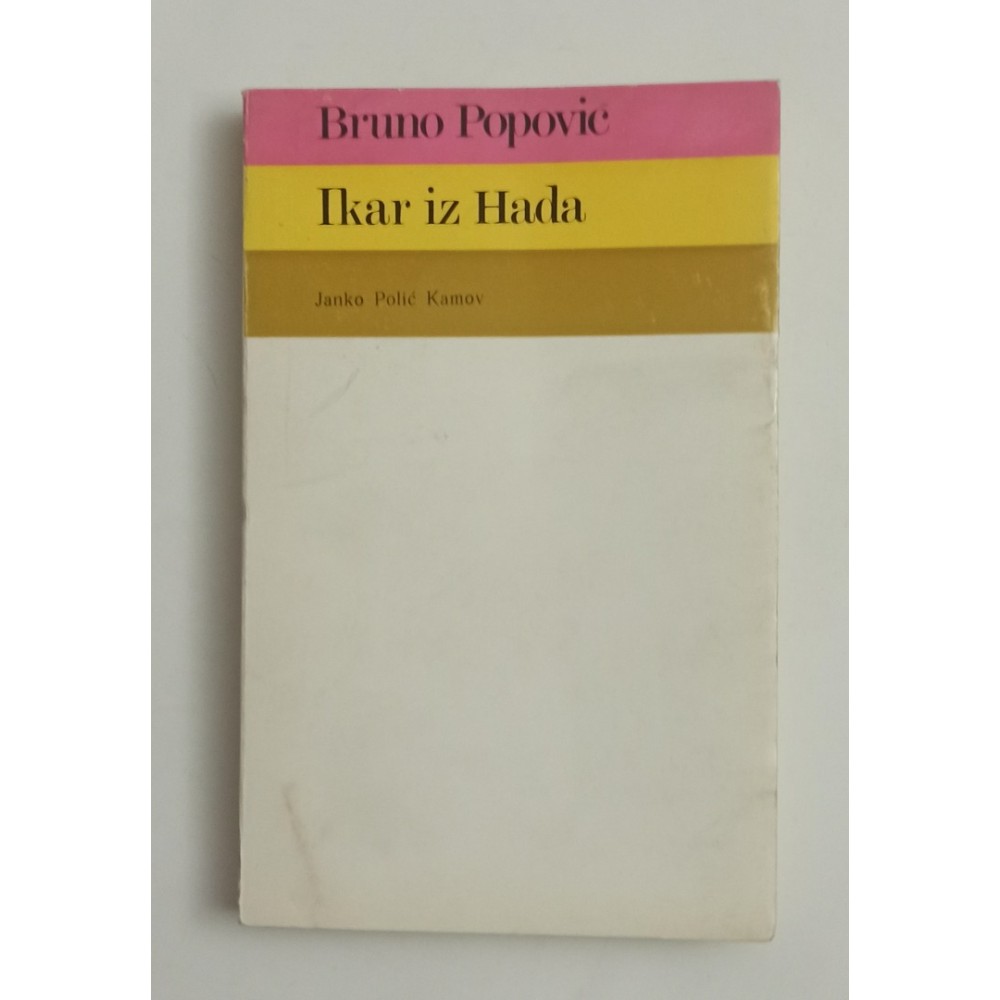 Bruno Popović
Ikar iz Hada
Janko Polić Kamov